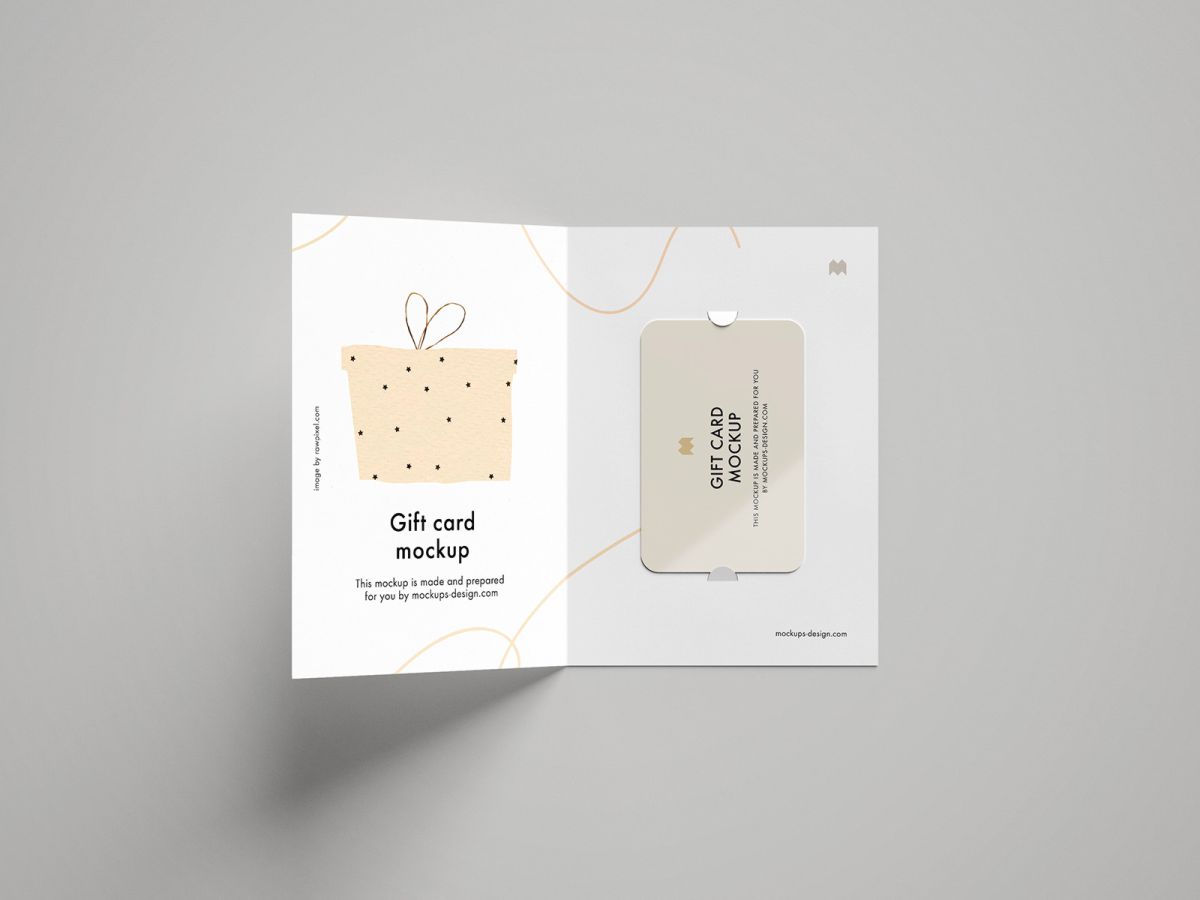 image by rawpixel.com
Gift card
mockup
This mockup is made and prepared
for you by mockups-design.com
GIFT CARD
MOCKUP
THIS MOCKUP IS MADE AND PREPARED FOR YOU
BY MOCKUPS-DESIGN.COM
mockups-design.com